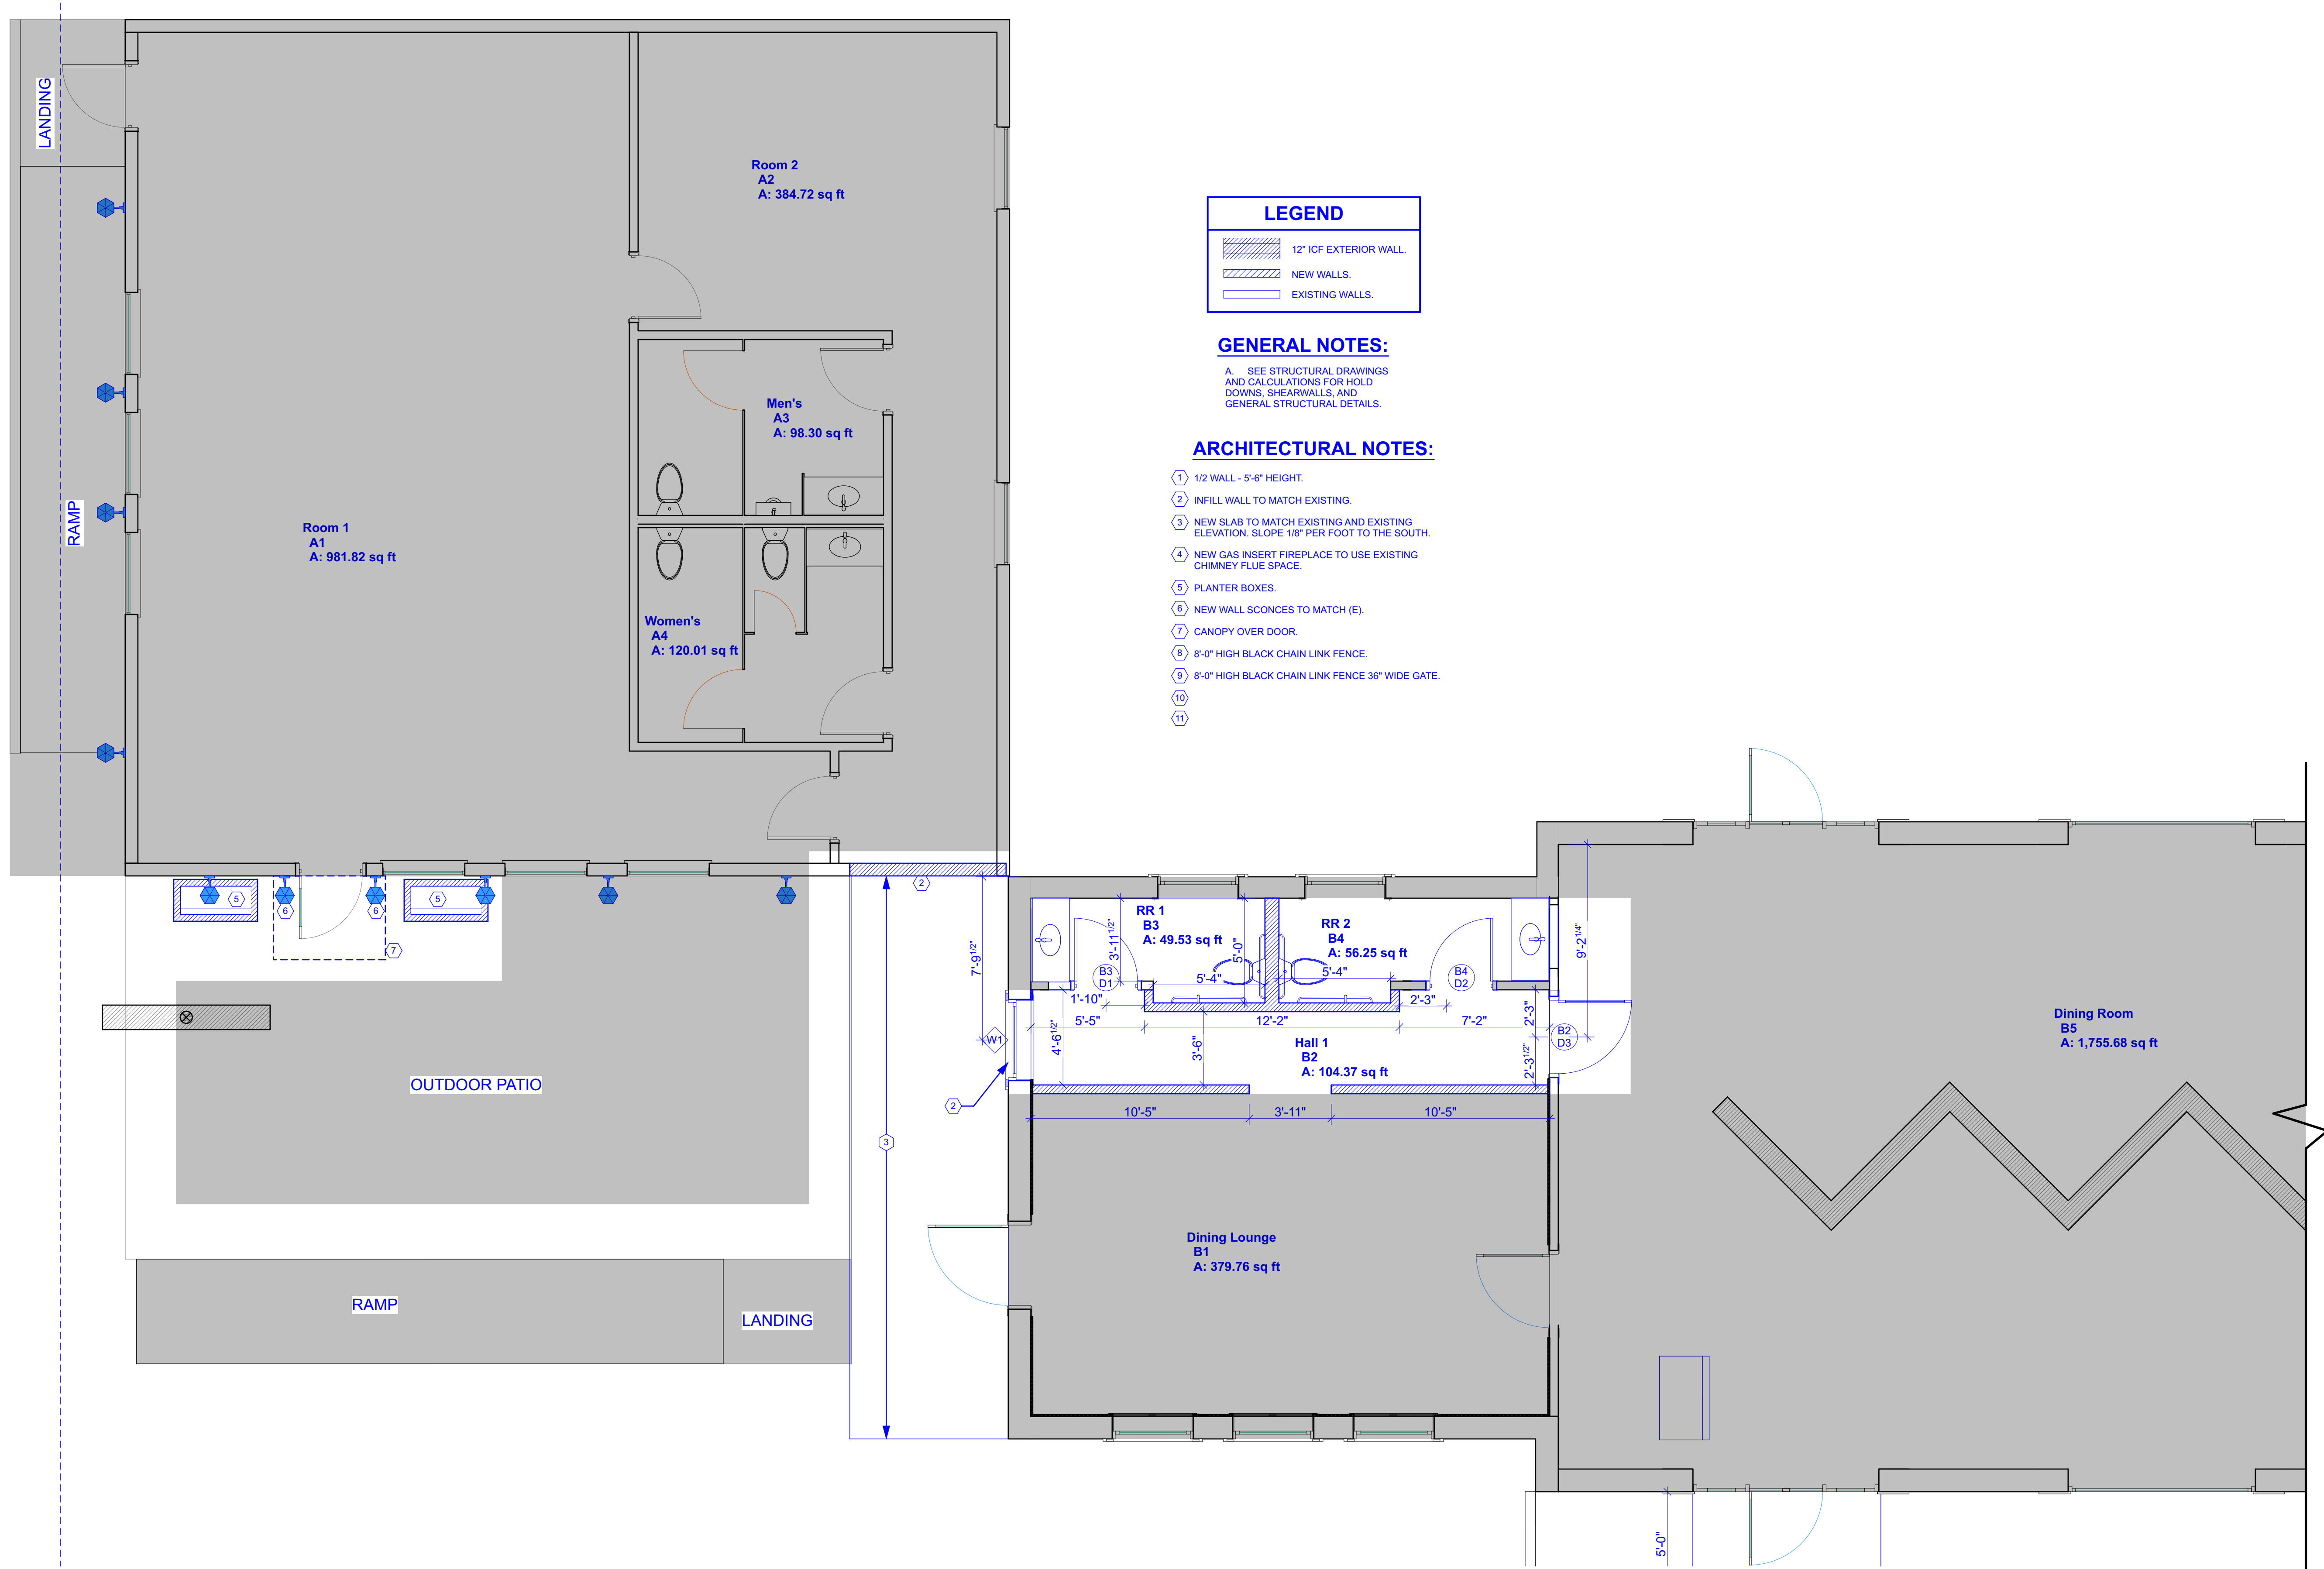 LANDING
RAMP
Room 2
A2
A: 384.72 sq ft
Room 1
A1
A: 981.82 sq ft
Men's
A3
A: 98.30 sq ft
Women's
A4
A: 120.01 sq ft
LEGEND
12" ICF EXTERIOR WALL.
NEW WALLS.
EXISTING WALLS.
GENERAL NOTES:
A. SEE STRUCTURAL DRAWINGS
AND CALCULATIONS FOR HOLD
DOWNS, SHEARWALLS, AND
GENERAL STRUCTURAL DETAILS.
ARCHITECTURAL NOTES:
1 1/2 WALL - 5'-6" HEIGHT.
2 INFILL WALL TO MATCH EXISTING.
3 NEW SLAB TO MATCH EXISTING AND EXISTING
ELEVATION. SLOPE 1/8" PER FOOT TO THE SOUTH.
4 NEW GAS INSERT FIREPLACE TO USE EXISTING
CHIMNEY FLUE SPACE.
5 PLANTER BOXES.
6 NEW WALL SCONCES TO MATCH (E).
7 CANOPY OVER DOOR.
8 8'-0" HIGH BLACK CHAIN LINK FENCE.
9 8'-0" HIGH BLACK CHAIN LINK FENCE 36" WIDE GATE.
10
11
2
5
6
6
5
7
OUTDOOR PATIO
RAMP
LANDING
3
2
7'-9 1/2"
W1
RR 1
B3
A: 49.53 sq ft
RR 2
B4
A: 56.25 sq ft
3'-11 1/2"
5'-0"
5'-4"
5'-4"
B3
D1
B4
D2
1'-10"
2'-3"
5'-5"
12'-2"
7'-2"
4'-6 1/2"
3'-6"
2'-3"
2'-3 1/2"
9'-2 1/4"
B2
D3
Hall 1
B2
A: 104.37 sq ft
10'-5"
3'-11"
10'-5"
Dining Lounge
B1
A: 379.76 sq ft
Dining Room
B5
A: 1,755.68 sq ft
5'-0"